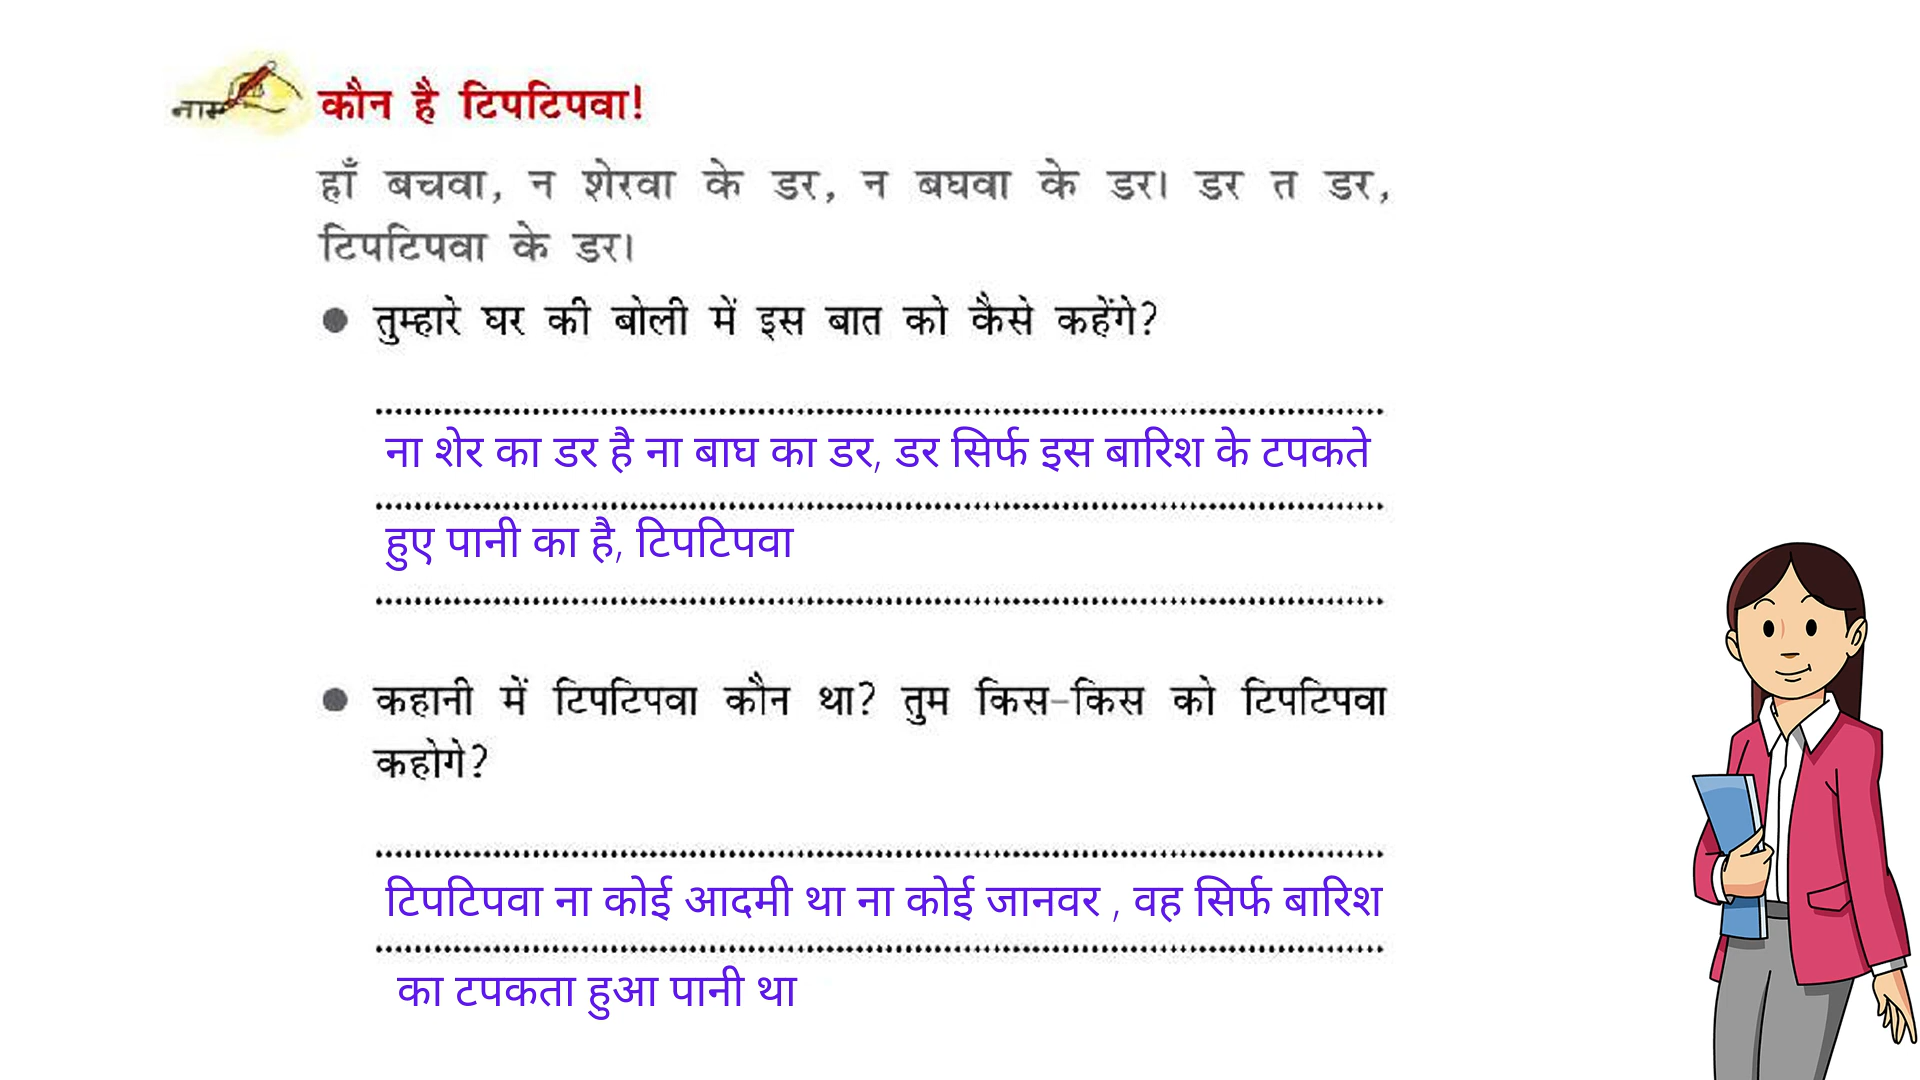 नाम
कौन है टिपटिपवा!
हाँ बचवा, न शेरवा के डर, न बघवा के डर। डर त डर,
टिपटिपवा के डर।
● तुम्हारे घर की बोली में इस बात को कैसे कहेंगे?
ना शेर का डर है ना बाघ का डर, डर सिर्फ इस बारिश के टपकते
हुए पानी का है, टिपटिपवा
● कहानी में टिपटिपवा कौन था? तुम किस-किस को टिपटिपवा
कहोगे?
टिपटिपवा ना कोई आदमी था ना कोई जानवर , वह सिर्फ बारिश
का टपकता हुआ पानी था